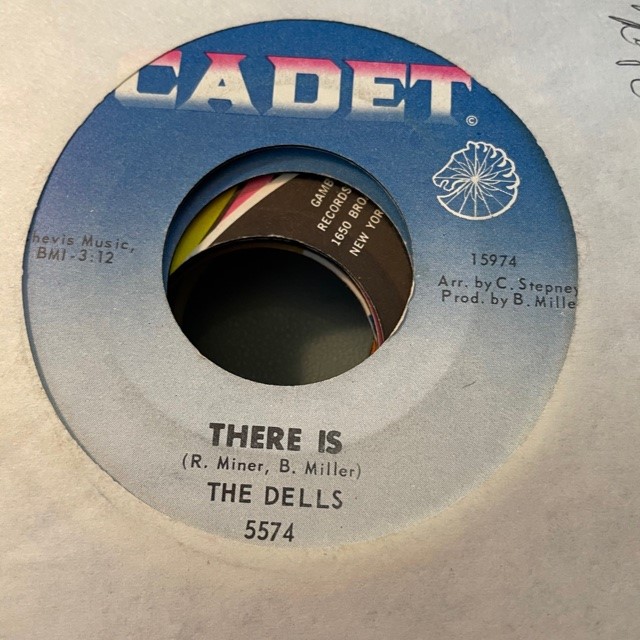 CADET
©
GAME
RECORDS
1650 BRO
NEW YOR
nevis Music,
BMI - 3:12
15974
Arr. by C. Stepney
Prod. by B. Mille
THERE IS
(R. Miner, B. Miller)
THE DELLS
5574